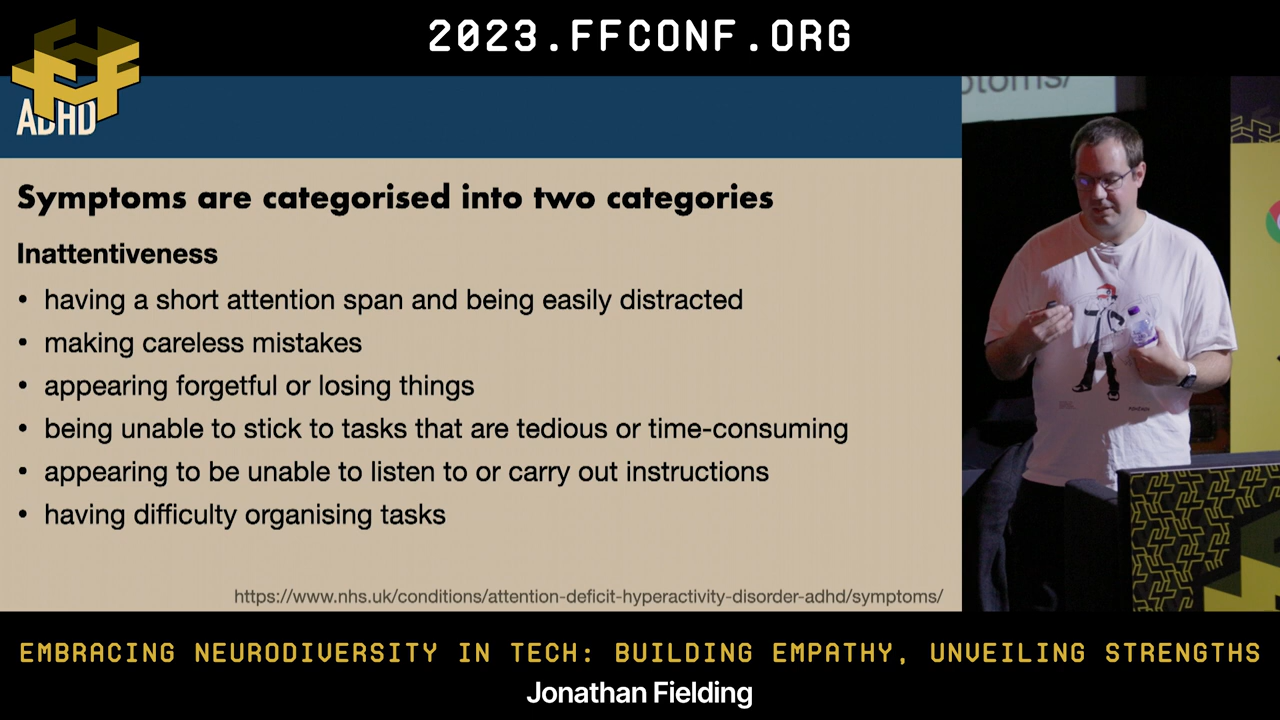 2023.FFCONF.ORG
ADHD
Symptoms are categorised into two categories
Inattentiveness
• having a short attention span and being easily distracted
• making careless mistakes
• appearing forgetful or losing things
• being unable to stick to tasks that are tedious or time-consuming
• appearing to be unable to listen to or carry out instructions
• having difficulty organising tasks
https://www.nhs.uk/conditions/attention-deficit-hyperactivity-disorder-adhd/symptoms/
EMBRACING NEURODIVERSITY IN TECH: BUILDING EMPATHY, UNVEILING STRENGTHS
Jonathan Fielding